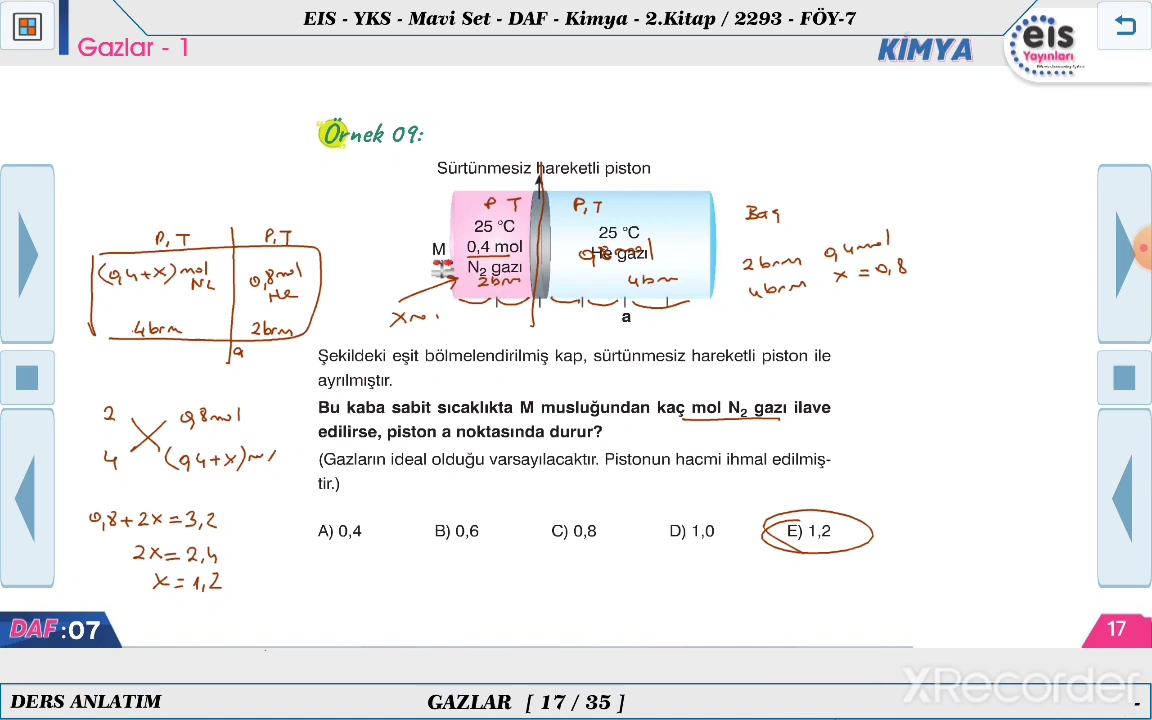 EIS - YKS - Mavi Set - DAF - Kimya - 2.Kitap / 2293 - FÖY-7
Gazlar - 1
KİMYA
eis
Yayınları
Örnek 09:
Sürtünmesiz hareketli piston
P T
P, T
25 °C
25 °C
M
0,4 mol
He gazı
0,8 mol
N₂ gazı
2brm
4brm
a
Baş
2brm 0,4mol
4brm x = 0,8
P, T
P, T
(0,4+x) mol
N₂
0,8mol
He
4brm
2brm
a
Şekildeki eşit bölmelendirilmiş kap, sürtünmesiz hareketli piston ile
ayrılmıştır.
Bu kaba sabit sıcaklıkta M musluğundan kaç mol N₂ gazı ilave
edilirse, piston a noktasında durur?
(Gazların ideal olduğu varsayılacaktır. Pistonun hacmi ihmal edilmiş-
tir.)
A) 0,4 B) 0,6 C) 0,8 D) 1,0 E) 1,2
2 0,8mol
4 (0,4+x)
0,8+2x=3,2
2x=2,4
x=1,2
DAF:07
17
XRecorder
DERS ANLATIM
GAZLAR [ 17 / 35 ]
-